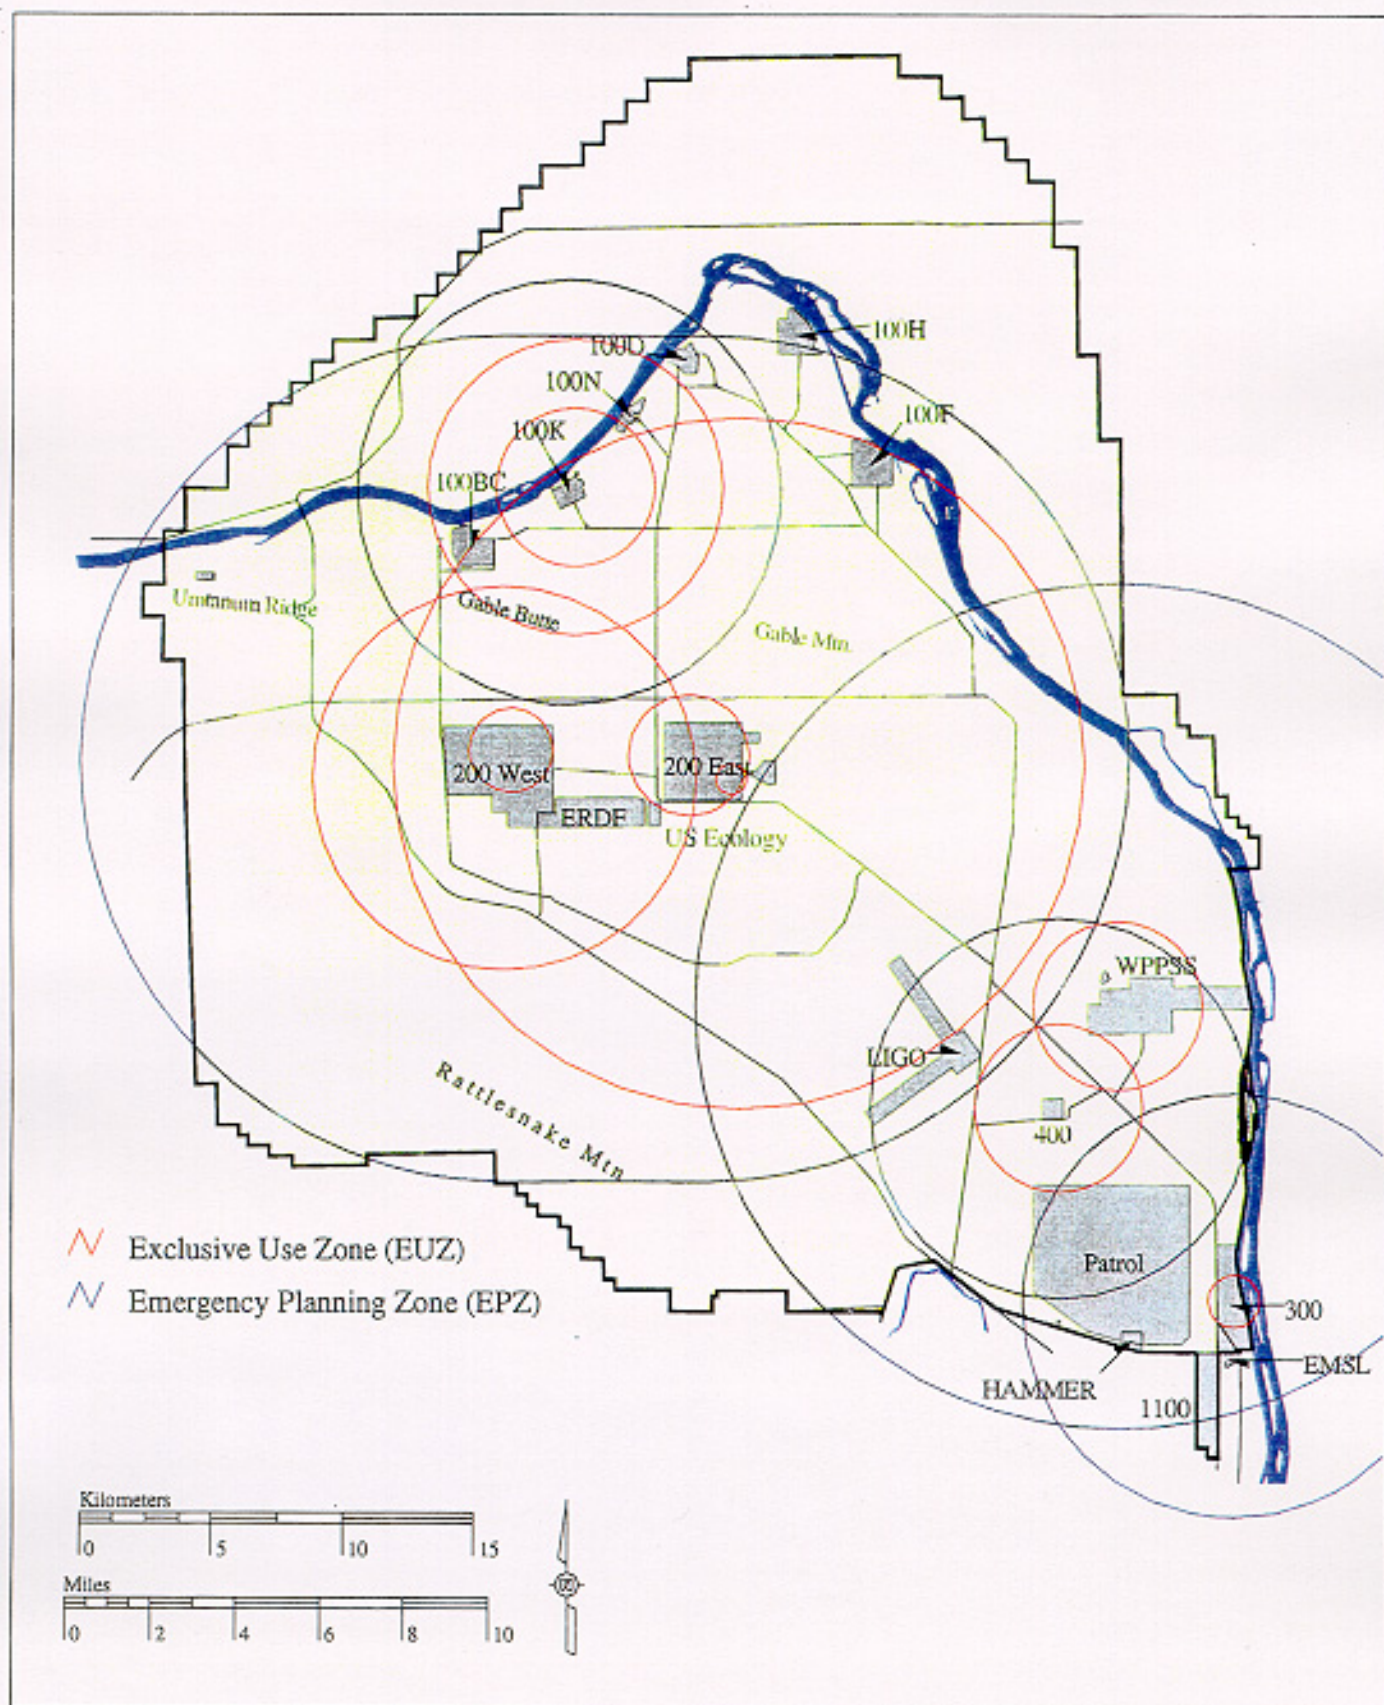 100H
100D
100N
100F
100K
100BC
Umtanum Ridge
Gable Butte
Gable Mtn.
200 West
200 East
ERDF
US Ecology
WPPSS
LIGO
Rattlesnake Mtn
400
Exclusive Use Zone (EUZ)
Patrol
Emergency Planning Zone (EPZ)
300
EMSL
HAMMER
1100
Kilometers
0 5 10 15
Miles
0 2 4 6 8 10